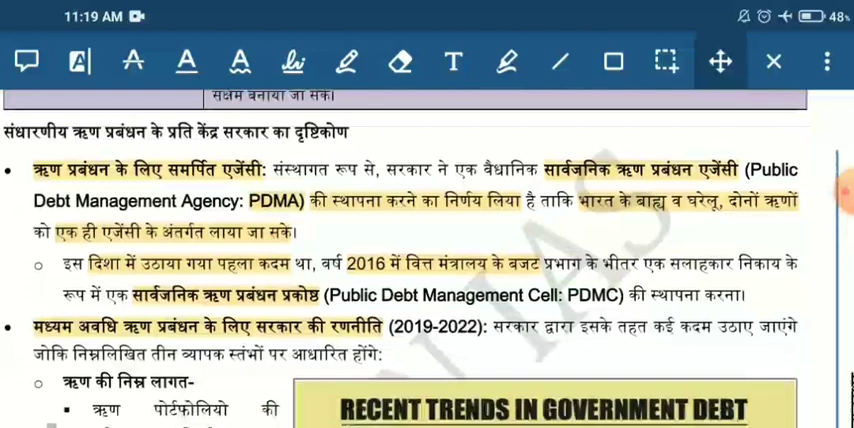 11:19 AM
48%
A
A
A
A
T
सक्षम बनाया जा सके।
संधारणीय ऋण प्रबंधन के प्रति केंद्र सरकार का दृष्टिकोण
• ऋण प्रबंधन के लिए समर्पित एजेंसी: संस्थागत रूप से, सरकार ने एक वैधानिक सार्वजनिक ऋण प्रबंधन एजेंसी (Public
Debt Management Agency: PDMA) की स्थापना करने का निर्णय लिया है ताकि भारत के बाह्य व घरेलू, दोनों ऋणों
को एक ही एजेंसी के अंतर्गत लाया जा सके।
○ इस दिशा में उठाया गया पहला कदम था, वर्ष 2016 में वित्त मंत्रालय के बजट प्रभाग के भीतर एक सलाहकार निकाय के
रूप में एक सार्वजनिक ऋण प्रबंधन प्रकोष्ठ (Public Debt Management Cell: PDMC) की स्थापना करना।
• मध्यम अवधि ऋण प्रबंधन के लिए सरकार की रणनीति (2019-2022): सरकार द्वारा इसके तहत कई कदम उठाए जाएंगे
जोकि निम्नलिखित तीन व्यापक स्तंभों पर आधारित होंगे:
○ ऋण की निम्न लागत-
▪ ऋण पोर्टफोलियो की
RECENT TRENDS IN GOVERNMENT DEBT